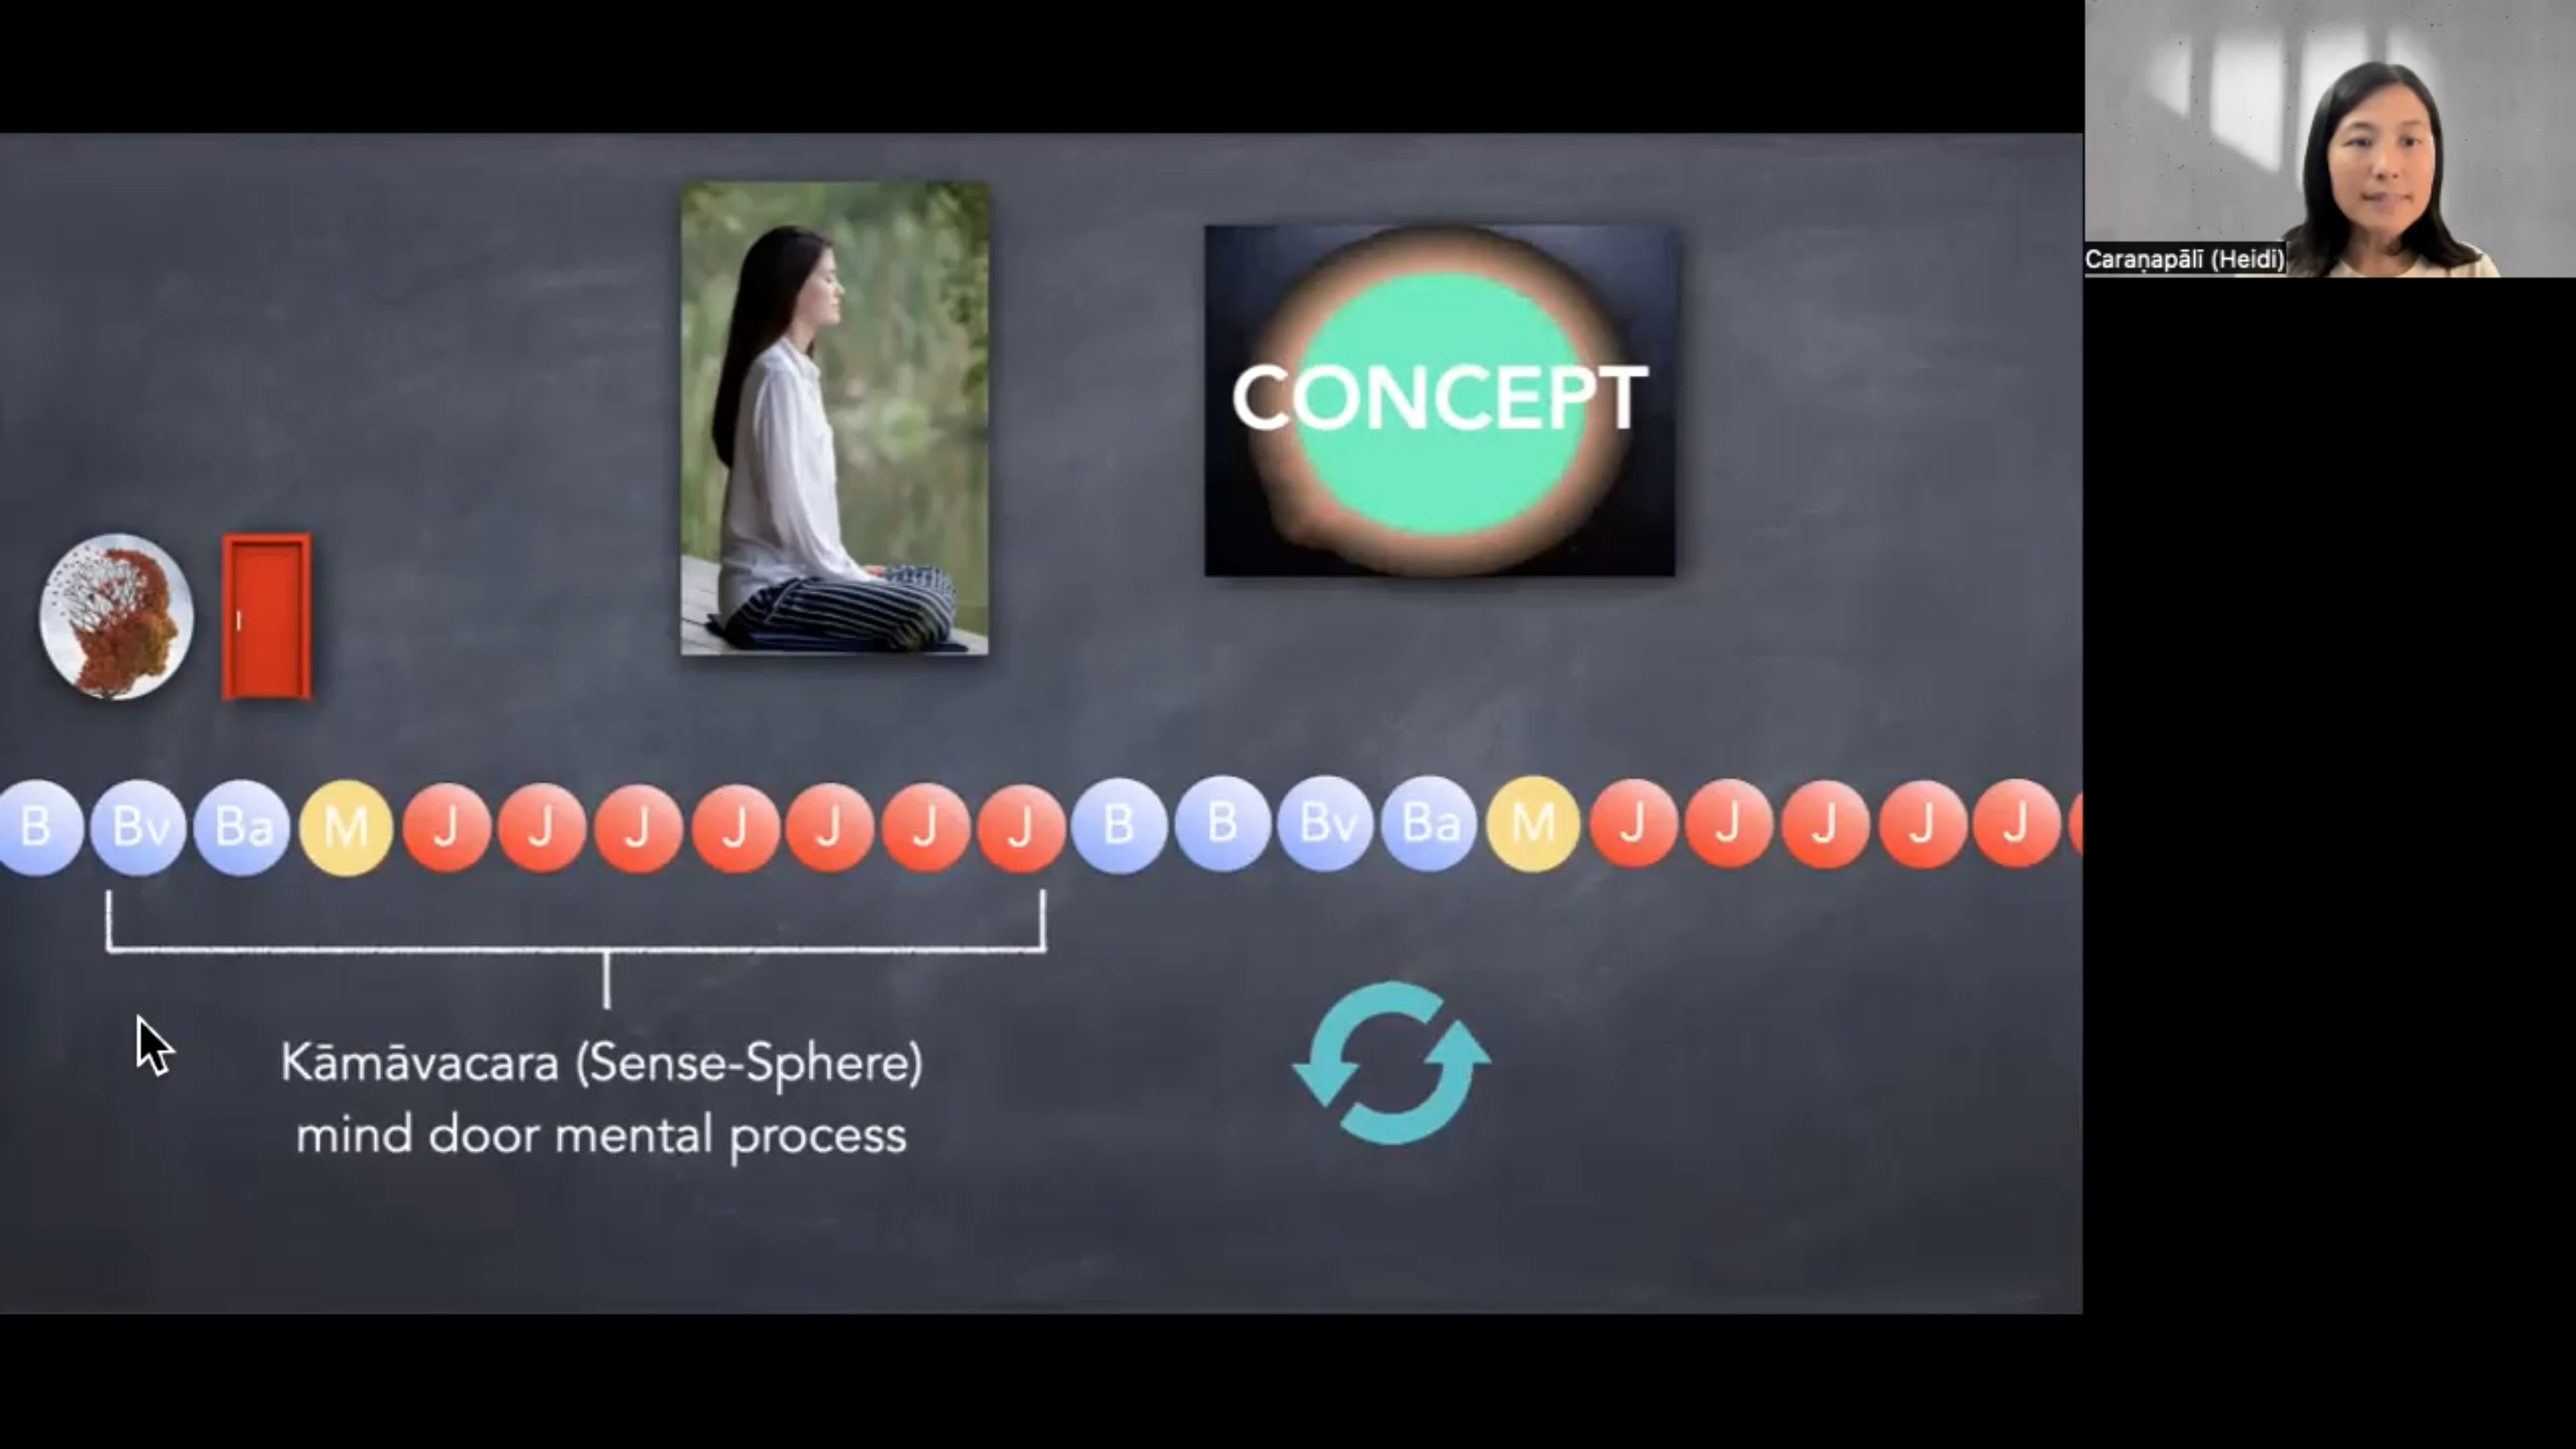 Caraṇapālī (Heidi)
CONCEPT
B Bv Ba M J J J J J J J B B Bv Ba M J J J J J
Kāmāvacara (Sense-Sphere)
mind door mental process